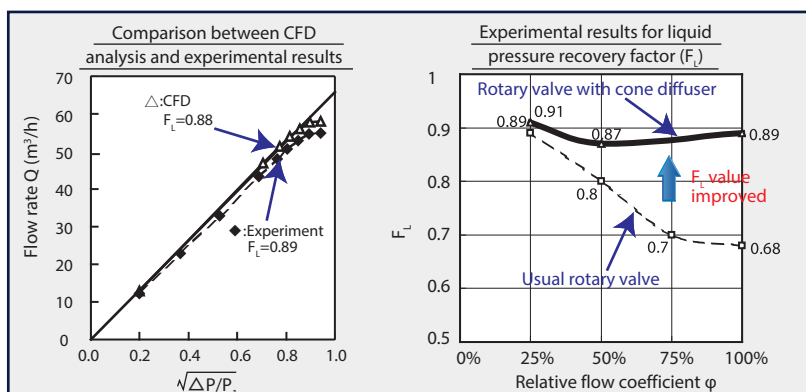 Comparison between CFD
analysis and experimental results
70
60
50
40
30
20
10
0
Flow rate Q (m³/h)
△:CFD
F_L=0.88
◆:Experiment
F_L=0.89
0.0 0.2 0.4 0.6 0.8 1.0
√ΔP/P₁
Experimental results for liquid
pressure recovery factor (F_L)
1
0.9
0.8
0.7
0.6
0.5
F_L
Rotary valve with cone diffuser
0.89 0.91
0.87
0.89
F_L value
improved
0.8
0.7
0.68
Usual rotary valve
0% 25% 50% 75% 100%
Relative flow coefficient φ